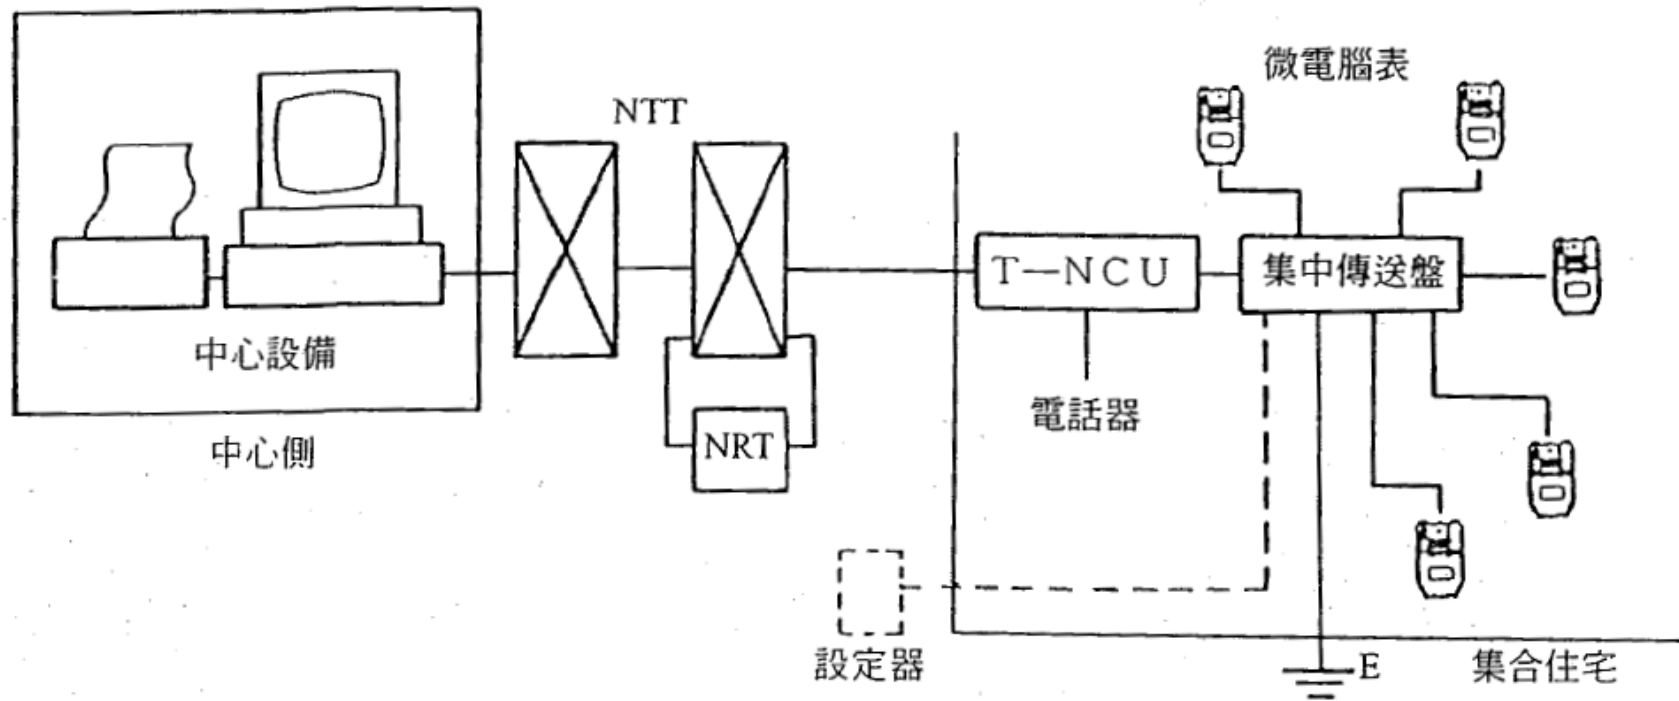 微電腦表
NTT
T—NCU
集中傳送盤
中心設備
電話器
中心側
NRT
設定器
E
集合住宅